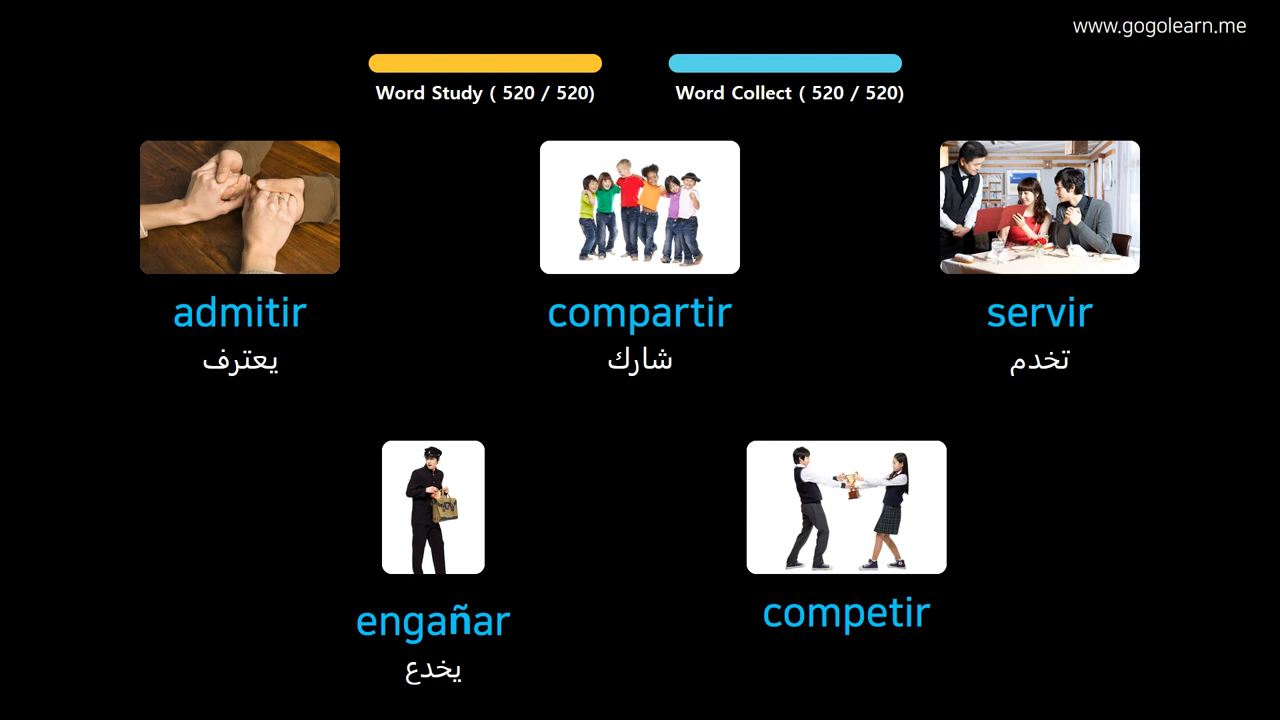 www.gogolearn.me
Word Study ( 520 / 520)
Word Collect ( 520 / 520)
admitir
يعترف
compartir
شارك
servir
تخدم
engañar
يخدع
competir